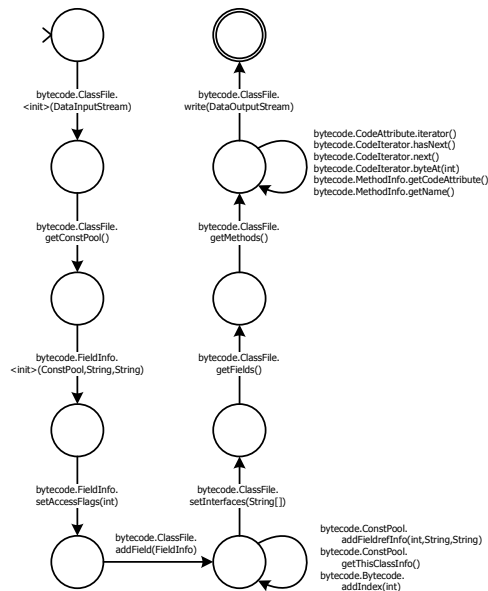 bytecode.ClassFile.
<init>(DataInputStream)
bytecode.ClassFile.
getConstPool()
bytecode.FieldInfo.
<init>(ConstPool,String,String)
bytecode.FieldInfo.
setAccessFlags(int)
bytecode.ClassFile.
addField(FieldInfo)
bytecode.ConstPool.
addFieldrefInfo(int,String,String)
bytecode.ConstPool.
getThisClassInfo()
bytecode.Bytecode.
addIndex(int)
bytecode.ClassFile.
setInterfaces(String[])
bytecode.ClassFile.
getFields()
bytecode.ClassFile.
getMethods()
bytecode.CodeAttribute.iterator()
bytecode.CodeIterator.hasNext()
bytecode.CodeIterator.next()
bytecode.CodeIterator.byteAt(int)
bytecode.MethodInfo.getCodeAttribute()
bytecode.MethodInfo.getName()
bytecode.ClassFile.
write(DataOutputStream)